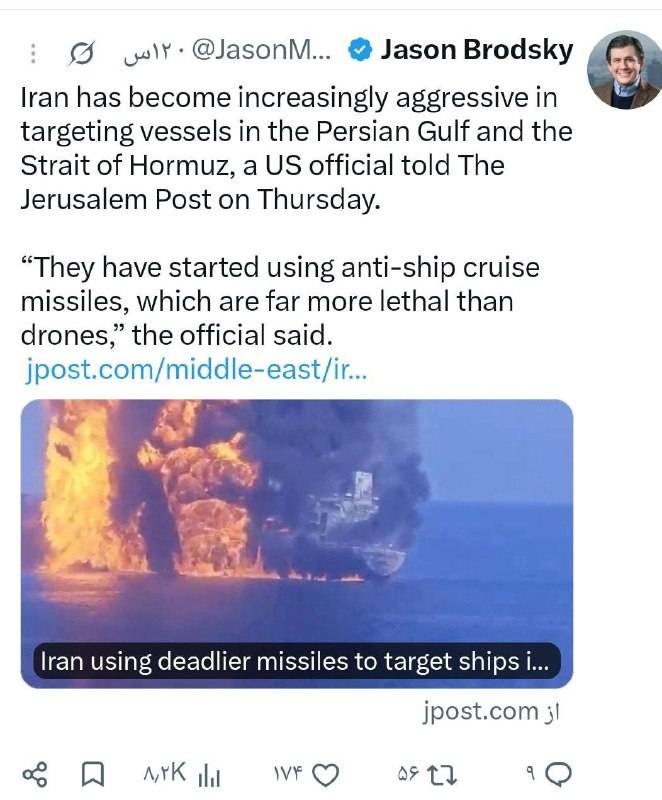 Jason Brodsky @JasonM... · ۱۲س
Iran has become increasingly aggressive in
targeting vessels in the Persian Gulf and the
Strait of Hormuz, a US official told The
Jerusalem Post on Thursday.
“They have started using anti-ship cruise
missiles, which are far more lethal than
drones,” the official said.
jpost.com/middle-east/ir...
Iran using deadlier missiles to target ships i...
از jpost.com
۹ ۵۶ ۱۷۴ ۸٫۲K